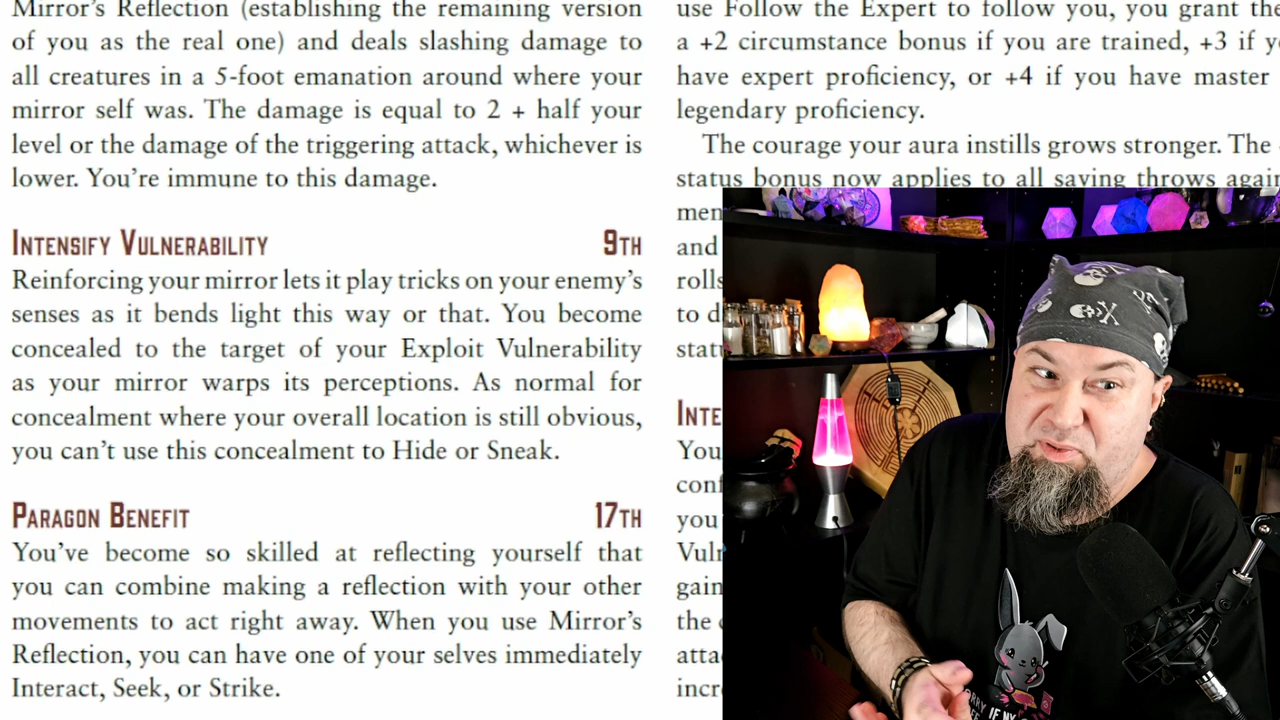 Mirror's Reflection (establishing the remaining version
of you as the real one) and deals slashing damage to
all creatures in a 5-foot emanation around where your
mirror self was. The damage is equal to 2 + half your
level or the damage of the triggering attack, whichever is
lower. You're immune to this damage.
INTENSIFY VULNERABILITY 9TH
Reinforcing your mirror lets it play tricks on your enemy's
senses as it bends light this way or that. You become
concealed to the target of your Exploit Vulnerability
as your mirror warps its perceptions. As normal for
concealment where your overall location is still obvious,
you can't use this concealment to Hide or Sneak.
PARAGON BENEFIT 17TH
You've become so skilled at reflecting yourself that
you can combine making a reflection with your other
movements to act right away. When you use Mirror's
Reflection, you can have one of your selves immediately
Interact, Seek, or Strike.
use Follow the Expert to follow you, you grant
a +2 circumstance bonus if you are trained, +3 if
have expert proficiency, or +4 if you have master
legendary proficiency.
The courage your aura instills grows stronger. The
status bonus now applies to all saving throws
and
rolls
to
You
you
the
IF